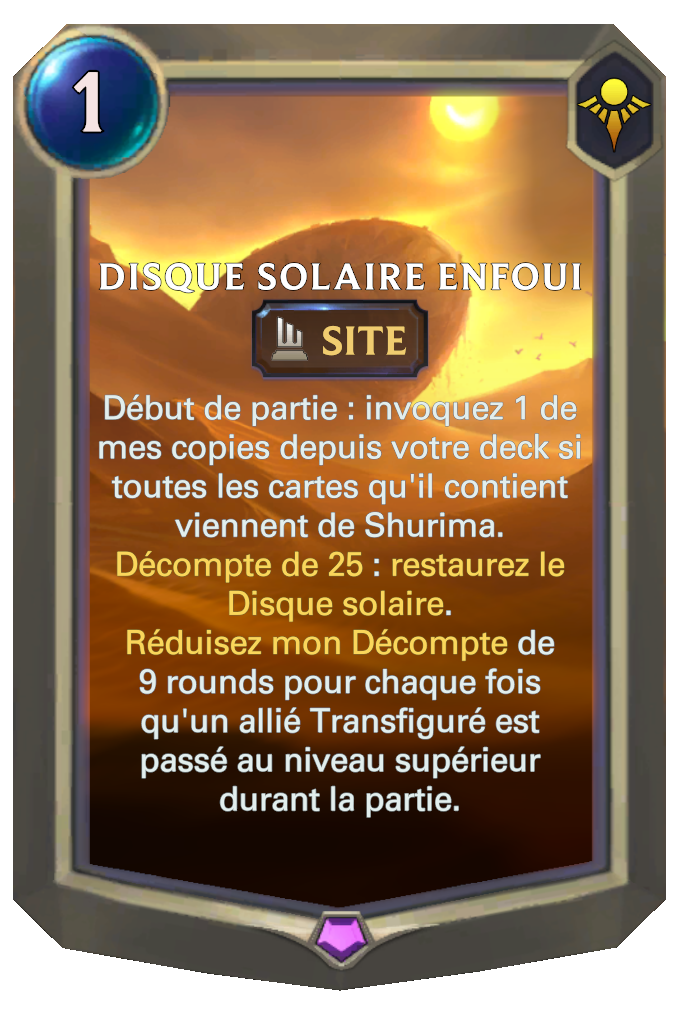 1
DISQUE SOLAIRE ENFOUI
SITE
Début de partie : invoquez 1 de
mes copies depuis votre deck si
toutes les cartes qu'il contient
viennent de Shurima.
Décompte de 25 : restaurez le
Disque solaire.
Réduisez mon Décompte de
9 rounds pour chaque fois
qu'un allié Transfiguré est
passé au niveau supérieur
durant la partie.